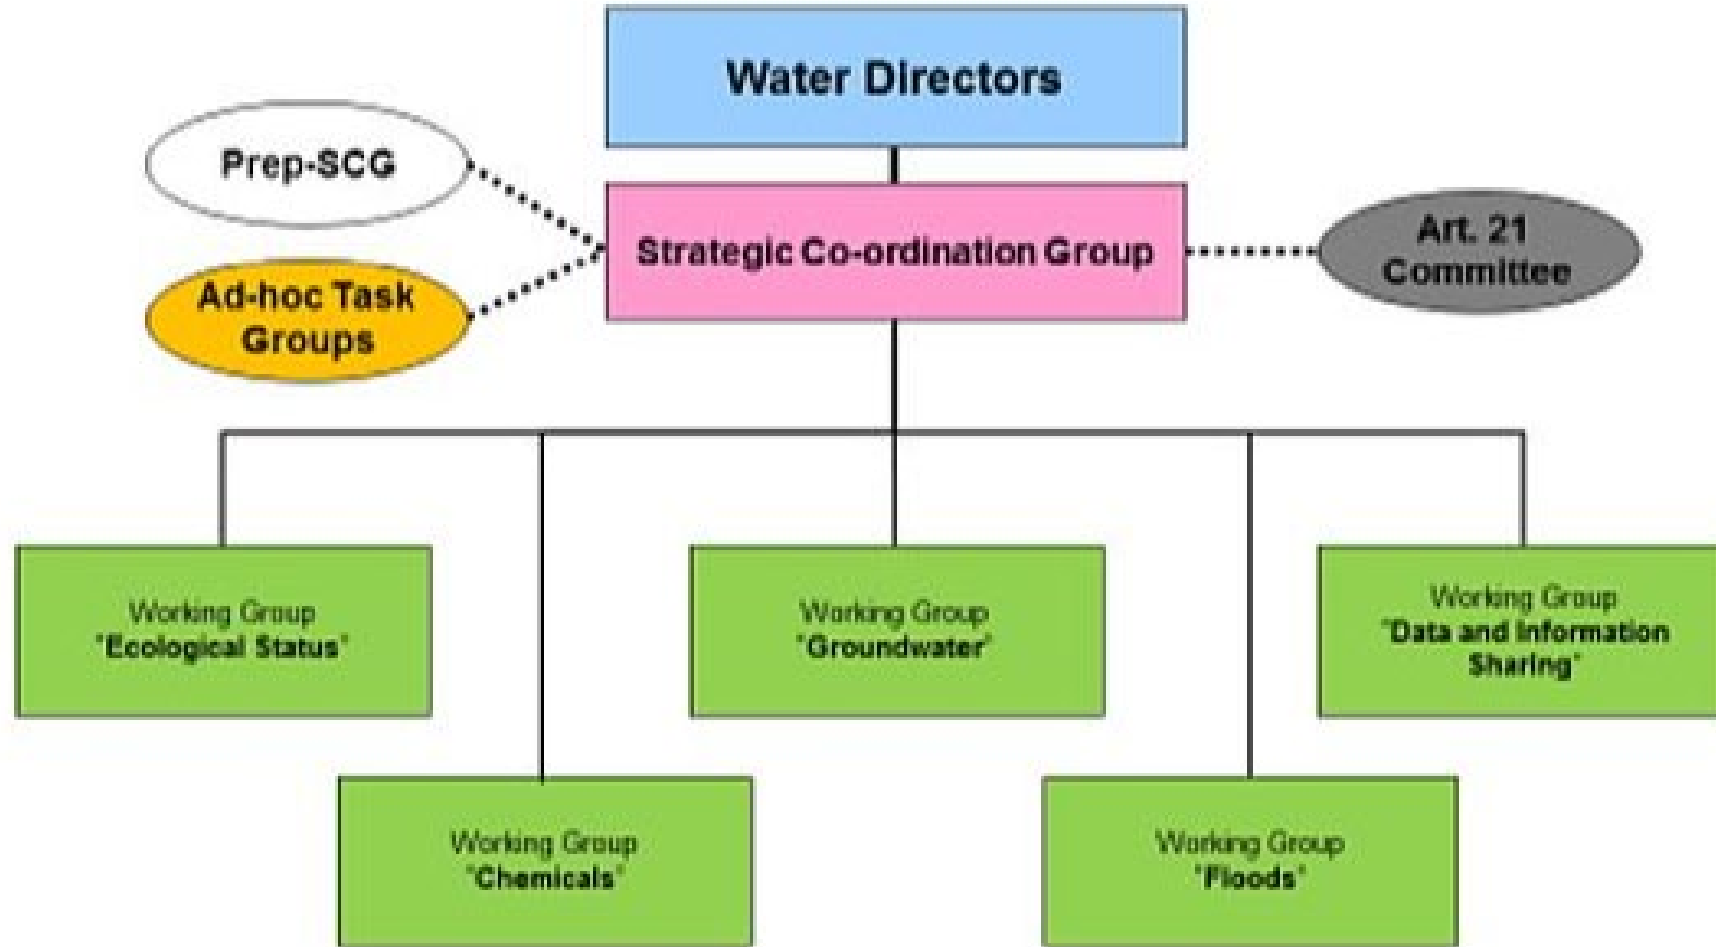 Water Directors
Prep-SCG
Strategic Co-ordination Group
Art. 21
Committee
Ad-hoc Task
Groups
Working Group
"Ecological Status"
Working Group
"Groundwater"
Working Group
"Data and Information
Sharing"
Working Group
"Chemicals"
Working Group
"Floods"